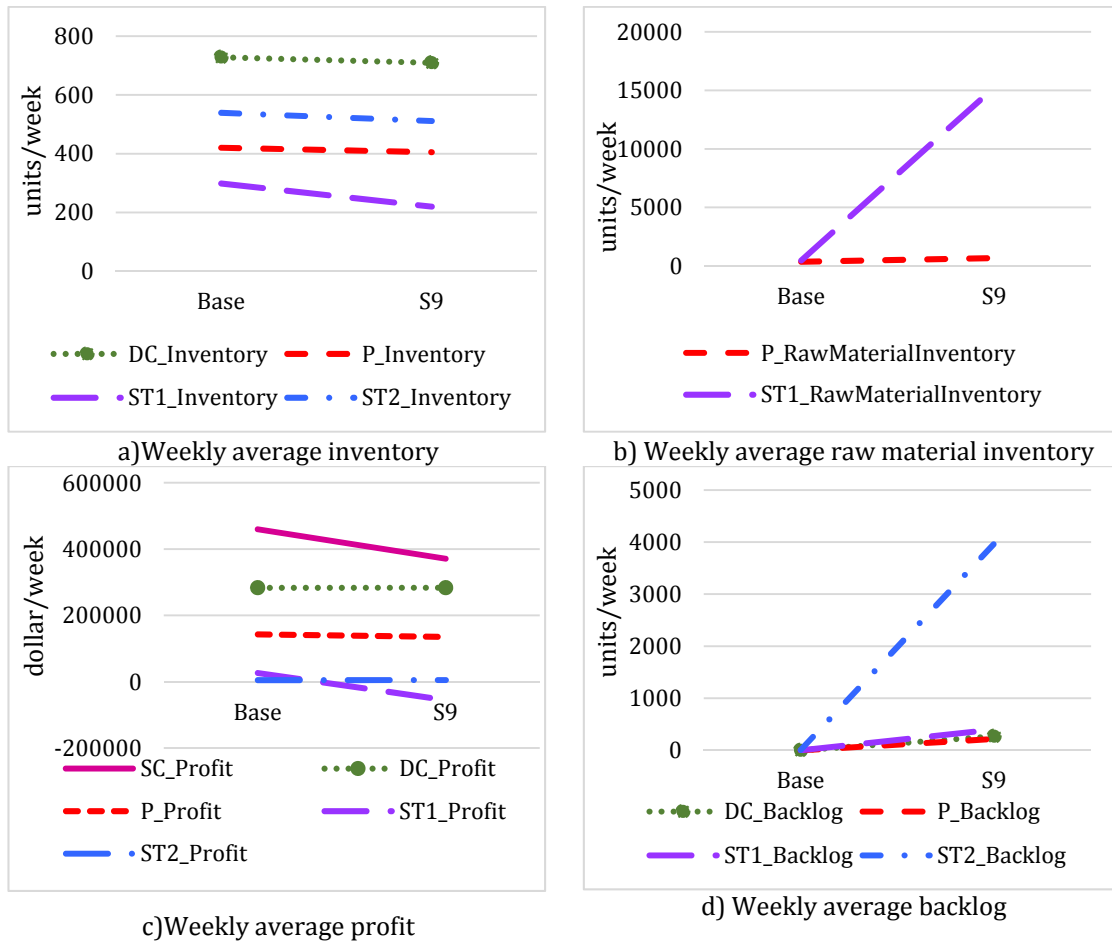 800
600
400
200
0
units/week
Base S9
DC_Inventory P_Inventory
ST1_Inventory ST2_Inventory
a)Weekly average inventory
20000
15000
10000
5000
0
units/week
Base S9
P_RawMaterialInventory
ST1_RawMaterialInventory
b) Weekly average raw material inventory
600000
400000
200000
0
-200000
dollar/week
Base S9
SC_Profit DC_Profit
P_Profit ST1_Profit
ST2_Profit
c)Weekly average profit
5000
4000
3000
2000
1000
0
units/week
Base S9
DC_Backlog P_Backlog
ST1_Backlog ST2_Backlog
d) Weekly average backlog